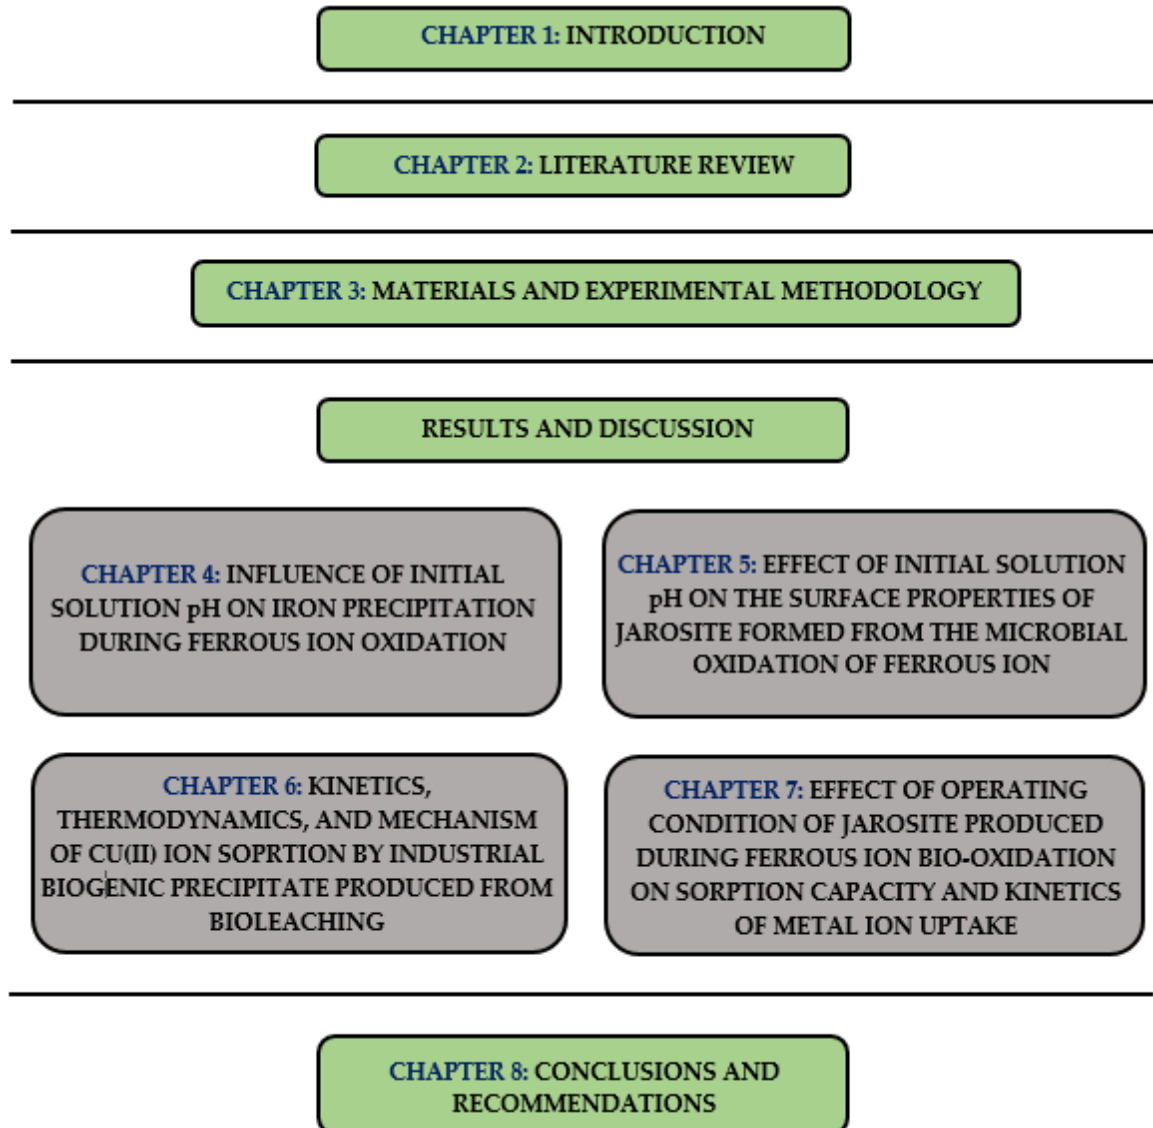 CHAPTER 1: INTRODUCTION
CHAPTER 2: LITERATURE REVIEW
CHAPTER 3: MATERIALS AND EXPERIMENTAL METHODOLOGY
RESULTS AND DISCUSSION
CHAPTER 4: INFLUENCE OF INITIAL
SOLUTION pH ON IRON PRECIPITATION
DURING FERROUS ION OXIDATION
CHAPTER 5: EFFECT OF INITIAL SOLUTION
pH ON THE SURFACE PROPERTIES OF
JAROSITE FORMED FROM THE MICROBIAL
OXIDATION OF FERROUS ION
CHAPTER 6: KINETICS,
THERMODYNAMICS, AND MECHANISM
OF CU(II) ION SOPRTION BY INDUSTRIAL
BIOGENIC PRECIPITATE PRODUCED FROM
BIOLEACHING
CHAPTER 7: EFFECT OF OPERATING
CONDITION OF JAROSITE PRODUCED
DURING FERROUS ION BIO-OXIDATION
ON SORPTION CAPACITY AND KINETICS
OF METAL ION UPTAKE
CHAPTER 8: CONCLUSIONS AND
RECOMMENDATIONS